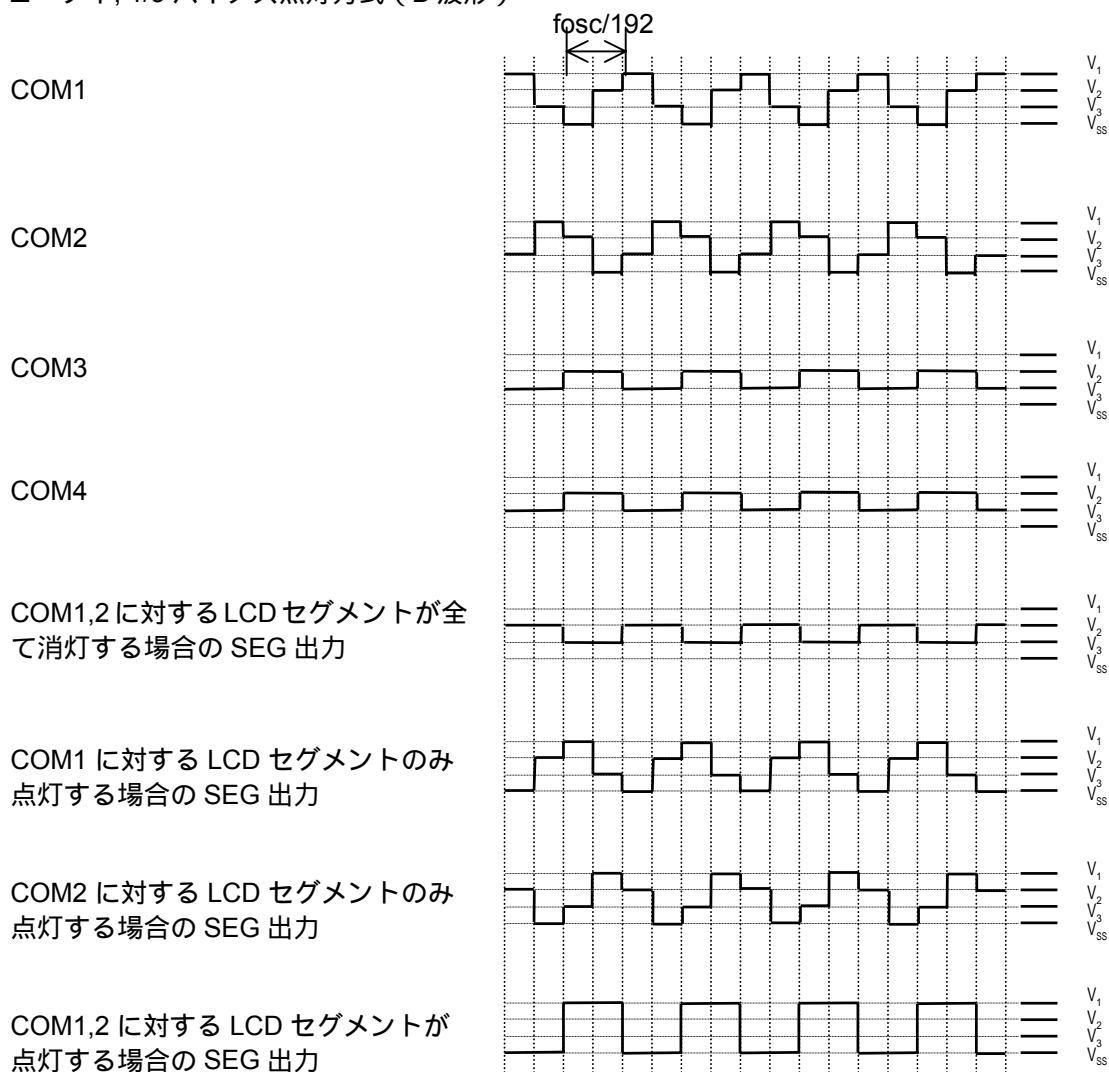 fosc/192
COM1
V1
V2
V3
VSS
COM2
V1
V2
V3
VSS
COM3
V1
V2
V3
VSS
COM4
V1
V2
V3
VSS
COM1,2 に対する LCD セグメントが全
て消灯する場合の SEG 出力
V1
V2
V3
VSS
COM1 に対する LCD セグメントのみ
点灯する場合の SEG 出力
V1
V2
V3
VSS
COM2 に対する LCD セグメントのみ
点灯する場合の SEG 出力
V1
V2
V3
VSS
COM1,2 に対する LCD セグメントが
点灯する場合の SEG 出力
V1
V2
V3
VSS